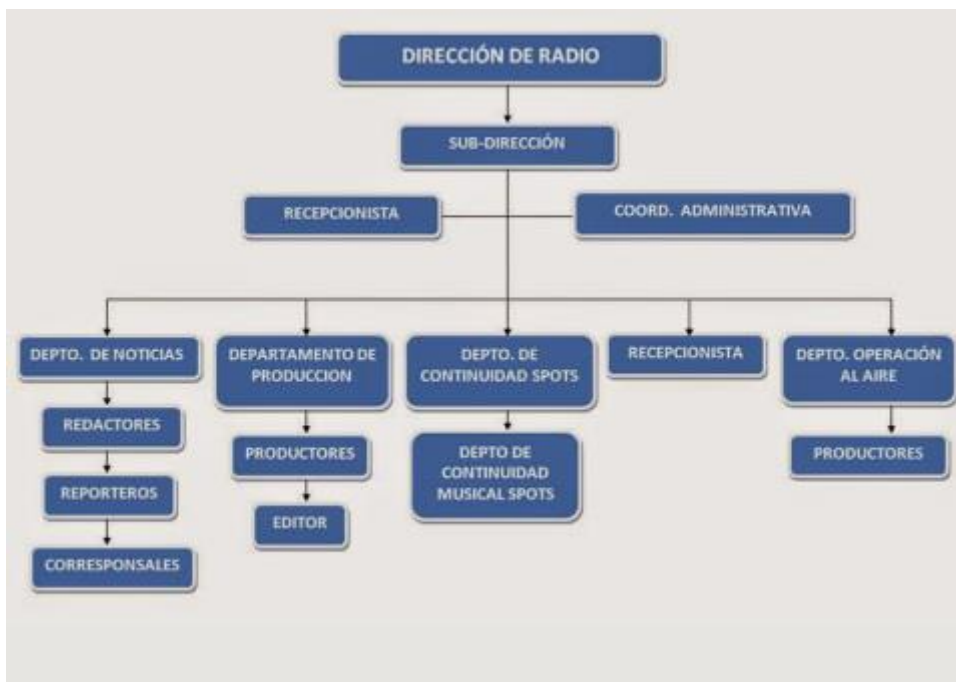 DIRECCIÓN DE RADIO
SUB-DIRECCIÓN
RECEPCIONISTA
COORD. ADMINISTRATIVA
DEPTO. DE NOTICIAS
DEPARTAMENTO DE
PRODUCCION
DEPTO. DE
CONTINUIDAD SPOTS
RECEPCIONISTA
DEPTO. OPERACIÓN
AL AIRE
REDACTORES
PRODUCTORES
DEPTO DE
CONTINUIDAD
MUSICAL SPOTS
PRODUCTORES
REPORTEROS
EDITOR
CORRESPONSALES